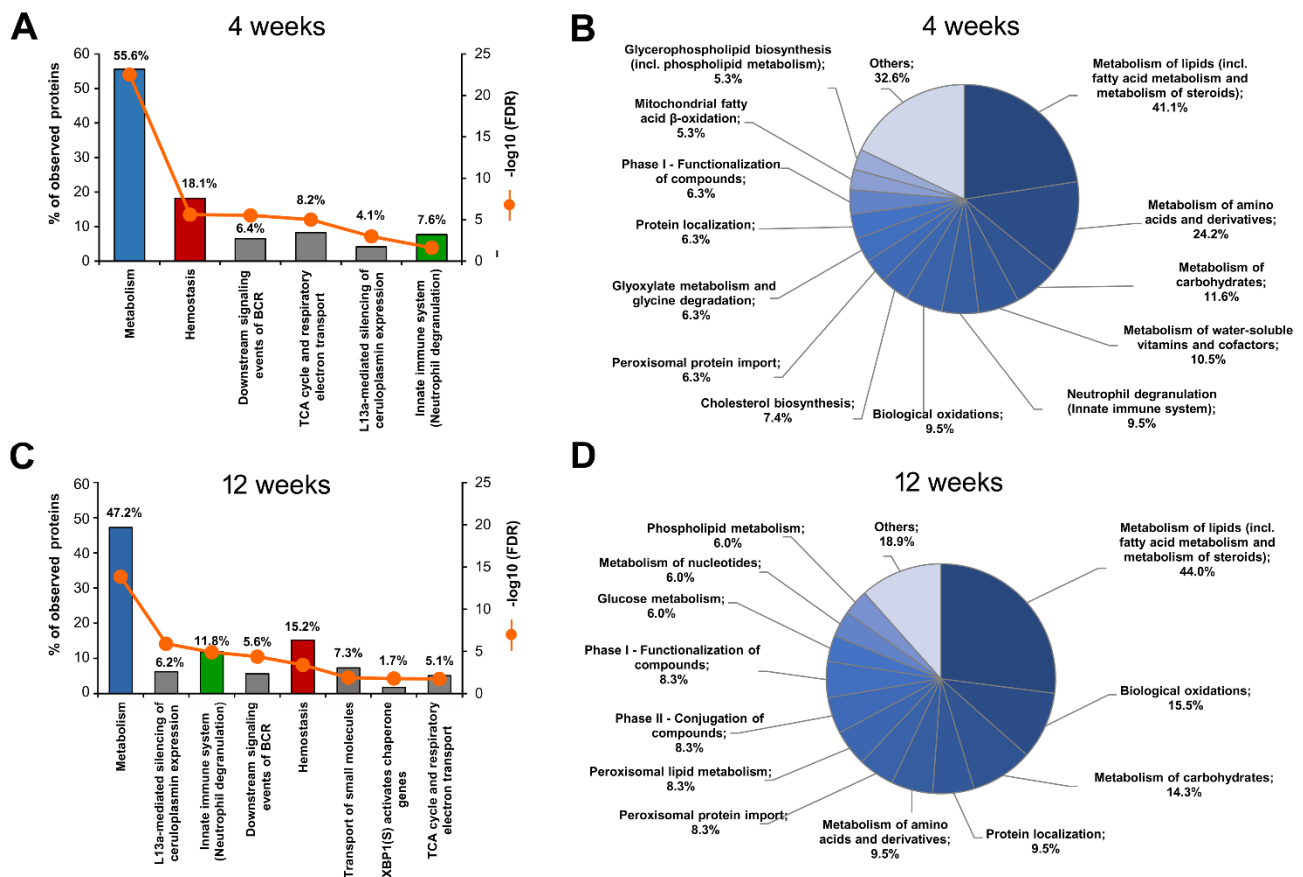 A
4 weeks
% of observed proteins
60
50
40
30
20
10
0
55.6%
18.1%
6.4%
8.2%
4.1%
7.6%
25
20
15
10
5
0
-log10 (FDR)
Metabolism
Hemostasis
Downstream signaling
events of BCR
TCA cycle and respiratory
electron transport
L13a-mediated silencing of
ceruloplasmin expression
Innate immune system
(Neutrophil degranulation)
B
4 weeks
Glycerophospholipid biosynthesis
(incl. phospholipid metabolism);
5.3%
Others;
32.6%
Metabolism of lipids (incl.
fatty acid metabolism and
metabolism of steroids);
41.1%
Mitochondrial fatty
acid β-oxidation;
5.3%
Phase I - Functionalization
of compounds;
6.3%
Protein localization;
6.3%
Glyoxylate metabolism and
glycine degradation;
6.3%
Peroxisomal protein import;
6.3%
Cholesterol biosynthesis;
7.4%
Biological oxidations;
9.5%
Neutrophil degranulation
(Innate immune system);
9.5%
Metabolism of water-soluble
vitamins and cofactors;
10.5%
Metabolism of
carbohydrates;
11.6%
Metabolism of amino
acids and derivatives;
24.2%
C
12 weeks
% of observed proteins
60
50
40
30
20
10
0
47.2%
6.2%
11.8%
5.6%
15.2%
7.3%
1.7%
5.1%
25
20
15
10
5
0
-log10 (FDR)
Metabolism
L13a-mediated silencing of
ceruloplasmin expression
Innate immune system
(Neutrophil degranulation)
Downstream signaling
events of BCR
Hemostasis
Transport of small molecules
XBP1(S) activates chaperone
genes
TCA cycle and respiratory
electron transport
D
12 weeks
Phospholipid metabolism;
6.0%
Others;
18.9%
Metabolism of lipids (incl.
fatty acid metabolism and
metabolism of steroids);
44.0%
Metabolism of nucleotides;
6.0%
Glucose metabolism;
6.0%
Phase I - Functionalization of
compounds;
8.3%
Phase II - Conjugation of
compounds;
8.3%
Peroxisomal lipid metabolism;
8.3%
Peroxisomal protein import;
8.3%
Metabolism of amino
acids and derivatives;
9.5%
Protein localization;
9.5%
Metabolism of carbohydrates;
14.3%
Biological oxidations;
15.5%